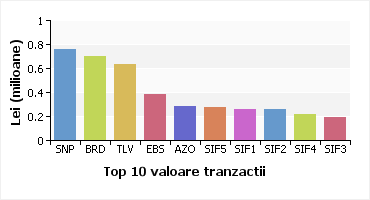 Lei (milioane)
1
0.8
0.6
0.4
0.2
0
SNP BRD TLV EBS AZO SIF5 SIF1 SIF2 SIF4 SIF3
Top 10 valoare tranzactii